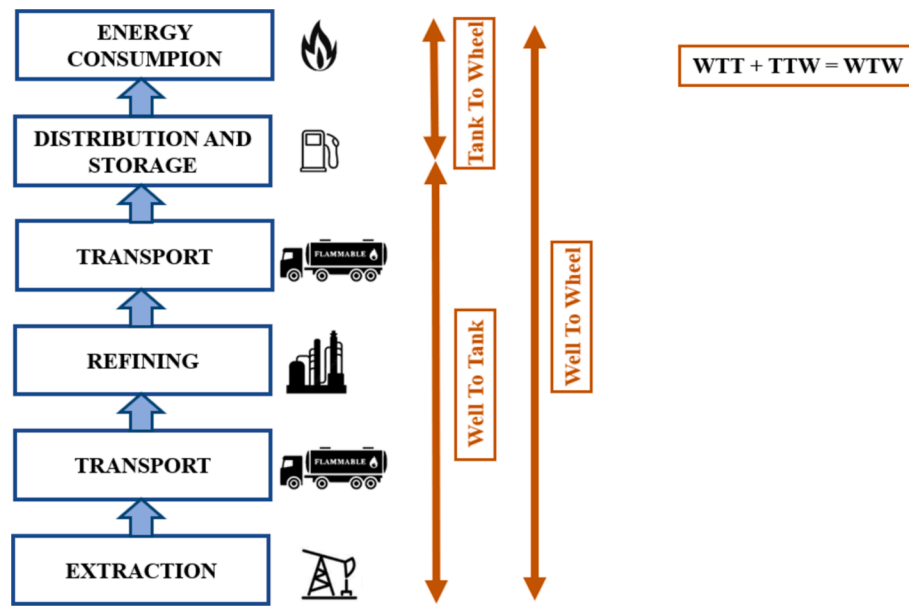 ENERGY
CONSUMPION
DISTRIBUTION AND
STORAGE
TRANSPORT
FLAMMABLE
REFINING
TRANSPORT
FLAMMABLE
EXTRACTION
Tank To Wheel
Well To Tank
Well To Wheel
WTT + TTW = WTW